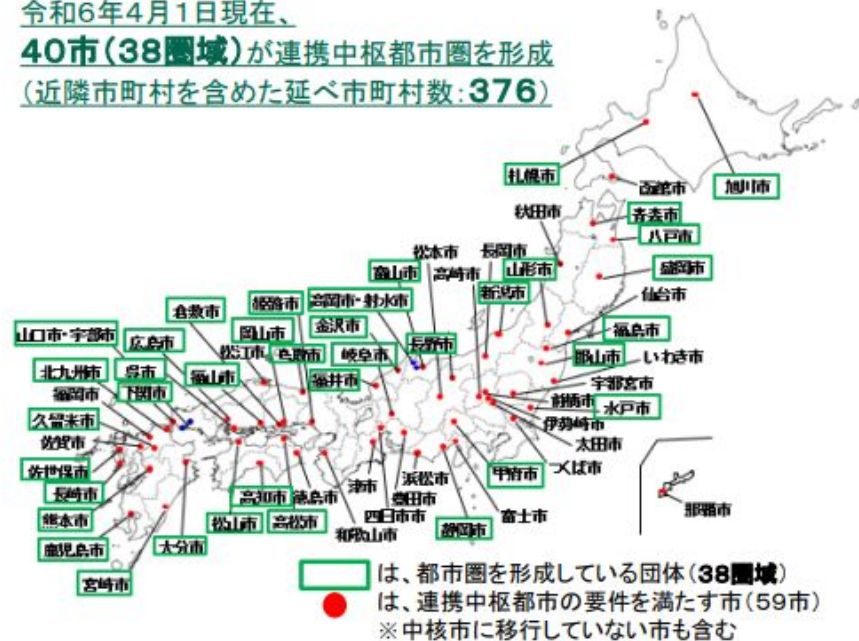 令和6年4月1日現在、
40市(38圏域)が連携中枢都市圏を形成
(近隣市町村を含めた延べ市町村数:376)
札幌市
函館市
旭川市
秋田市
青森市
八戸市
松本市
長岡市
富山市
高崎市
山形市
盛岡市
倉敷市
姫路市
高岡市・射水市
新潟市
仙台市
山口市・宇部市
広島市
岡山市
金沢市
福島市
松江市
鳥取市
岐阜市
長野市
北九州市
呉市
福山市
福井市
郡山市
いわき市
福岡市
下関市
宇都宮市
久留米市
前橋市
水戸市
佐賀市
伊勢崎市
太田市
佐世保市
つくば市
長崎市
高知市
徳島市
津市
浜松市
甲府市
豊田市
熊本市
松山市
高松市
四日市市
静岡市
富士市
那覇市
鹿児島市
大分市
和歌山市
宮崎市
は、都市圏を形成している団体(38圏域)
は、連携中枢都市の要件を満たす市(59市)
※中核市に移行していない市も含む